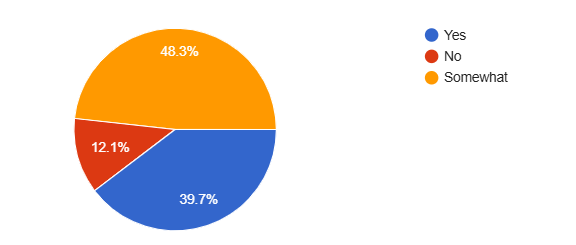 Yes
No
Somewhat
48.3%
12.1%
39.7%